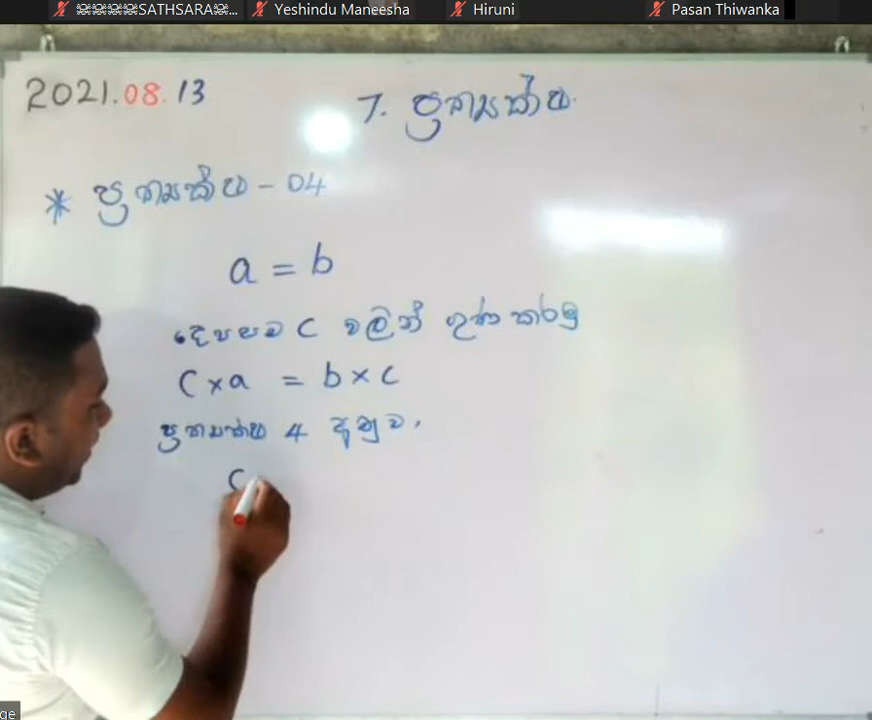 SATHSARA... Yeshindu Maneesha Hiruni Pasan Thiwanka
2021.08.13
7. ප්‍රත්‍යක්ෂ
* ප්‍රත්‍යක්ෂ - 04
a = b
දෙපසම C වලින් ගුණ කරමු
C x a = b x c
ප්‍රත්‍යක්ෂ 4 අනුව,
C
ge